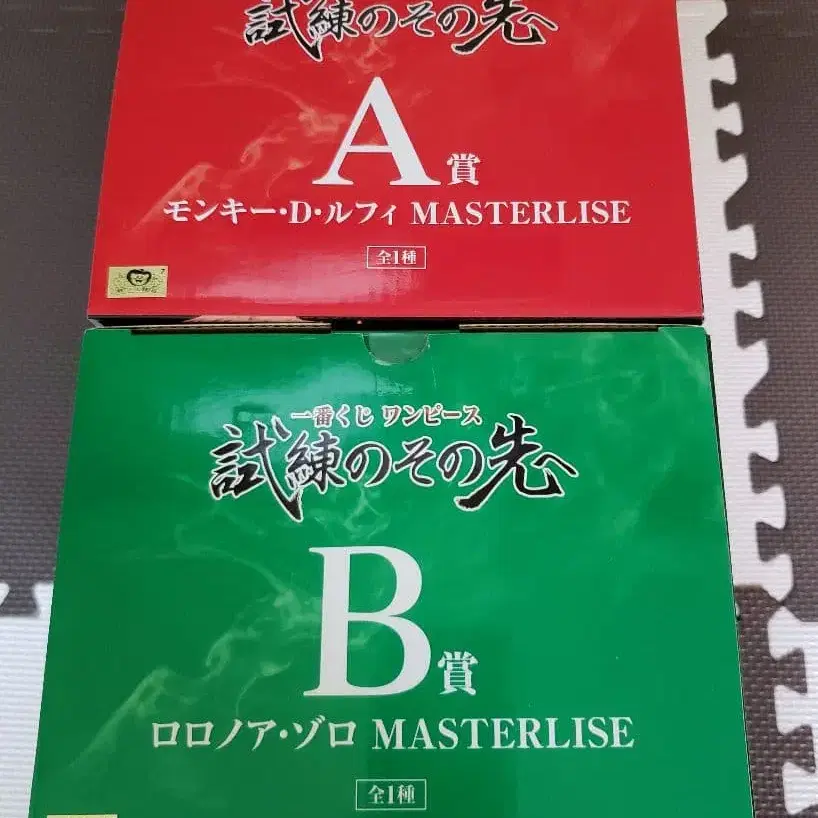 試練のその先へ
A賞
モンキー・D・ルフィ MASTERLISE
全1種
一番くじ ワンピース
試練のその先へ
B賞
ロロノア・ゾロ MASTERLISE
全1種